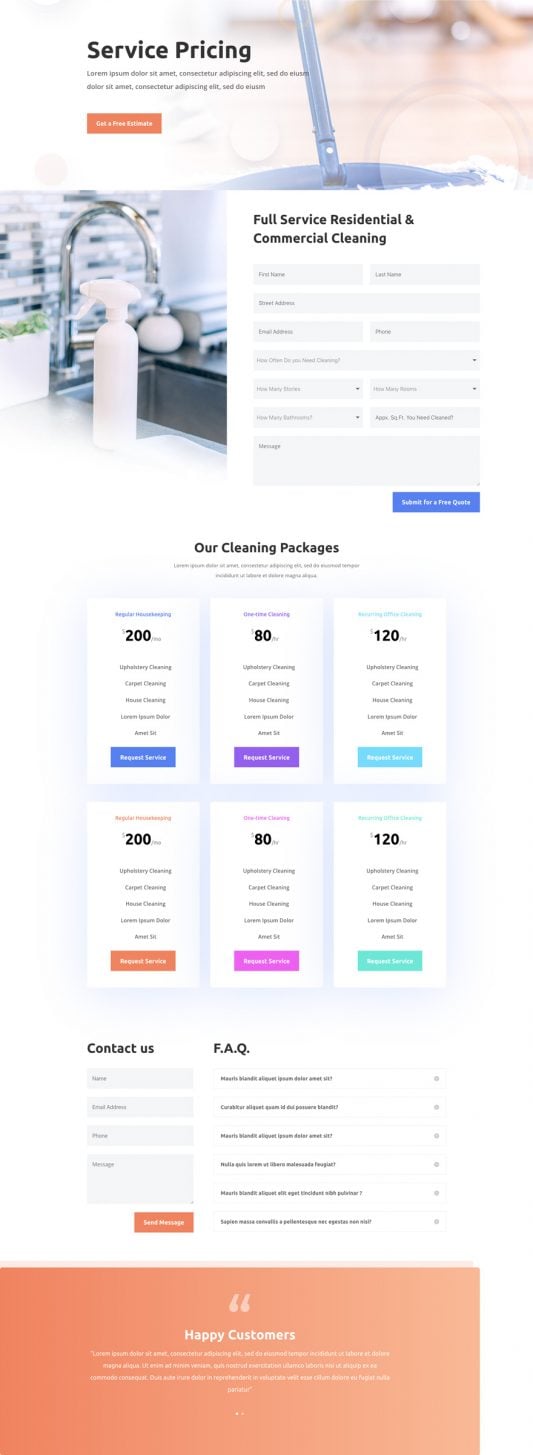 Service Pricing
Lorem ipsum dolor sit amet, consectetur adipiscing elit, sed do eiusm
dolor sit amet, consectetur adipiscing elit, sed do eiusm
Get a Free Estimate
Full Service Residential &
Commercial Cleaning
First Name
Last Name
Street Address
Email Address
Phone
How Often Do you Need Cleaning?
How Many Stories
How Many Rooms
How Many Bathrooms?
Appx. Sq.Ft. You Need Cleaned?
Message
Submit for a Free Quote
Our Cleaning Packages
Lorem ipsum dolor sit amet, consectetur adipiscing elit, sed do eiusmod tempor
incididunt ut labore et dolore magna aliqua.
Regular Housekeeping
$200/mo
Upholstery Cleaning
Carpet Cleaning
House Cleaning
Lorem Ipsum Dolor
Amet Sit
Request Service
One-time Cleaning
$80/hr
Upholstery Cleaning
Carpet Cleaning
House Cleaning
Lorem Ipsum Dolor
Amet Sit
Request Service
Recurring Office Cleaning
$120/hr
Upholstery Cleaning
Carpet Cleaning
House Cleaning
Lorem Ipsum Dolor
Amet Sit
Request Service
Regular Housekeeping
$200/mo
Upholstery Cleaning
Carpet Cleaning
House Cleaning
Lorem Ipsum Dolor
Amet Sit
Request Service
One-time Cleaning
$80/hr
Upholstery Cleaning
Carpet Cleaning
House Cleaning
Lorem Ipsum Dolor
Amet Sit
Request Service
Recurring Office Cleaning
$120/hr
Upholstery Cleaning
Carpet Cleaning
House Cleaning
Lorem Ipsum Dolor
Amet Sit
Request Service
Contact us
Name
Email Address
Phone
Message
Send Message
F.A.Q.
Mauris blandit aliquet ipsum dolor amet sit?
Curabitur aliquet quam id dui posuere blandit?
Mauris blandit aliquet ipsum dolor amet sit?
Nulla quis lorem ut libero malesuada feugiat?
Mauris blandit aliquet elit eget tincidunt nibh pulvinar ?
Sapien massa convallis a pellentesque nec egestas non nisi?
“
Happy Customers
"Lorem ipsum dolor sit amet, consectetur adipiscing elit, sed do eiusmod tempor incididunt ut labore et dolore
magna aliqua. Ut enim ad minim veniam, quis nostrud exercitation ullamco laboris nisi ut aliquip ex ea
commodo consequat. Duis aute irure dolor in reprehenderit in voluptate velit esse cillum dolore eu fugiat nulla
pariatur"